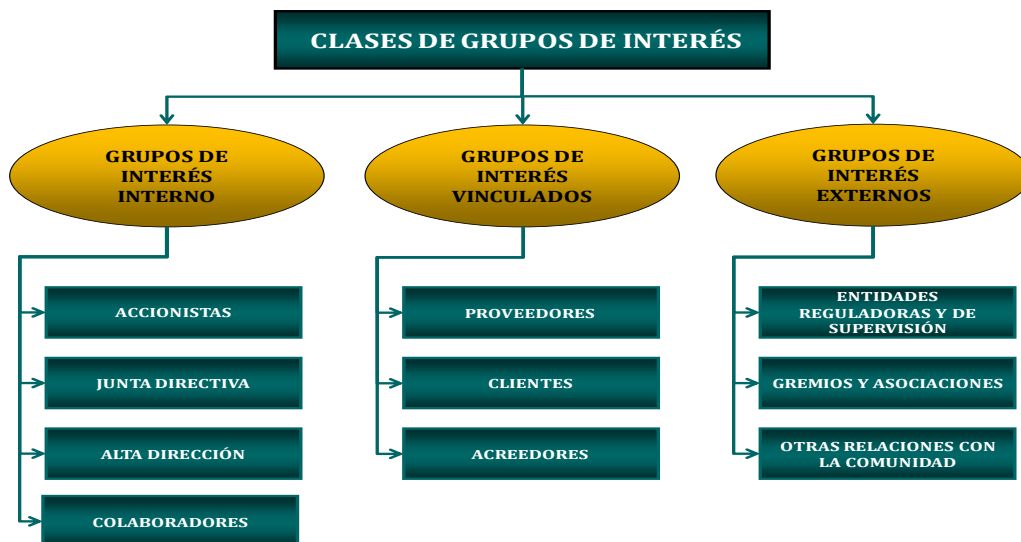 CLASES DE GRUPOS DE INTERÉS
GRUPOS DE
INTERÉS
INTERNO
GRUPOS DE
INTERÉS
VINCULADOS
GRUPOS DE
INTERÉS
EXTERNOS
ACCIONISTAS
JUNTA DIRECTIVA
ALTA DIRECCIÓN
COLABORADORES
PROVEEDORES
CLIENTES
ACREEDORES
ENTIDADES
REGULADORAS Y DE
SUPERVISIÓN
GREMIOS Y ASOCIACIONES
OTRAS RELACIONES CON
LA COMUNIDAD